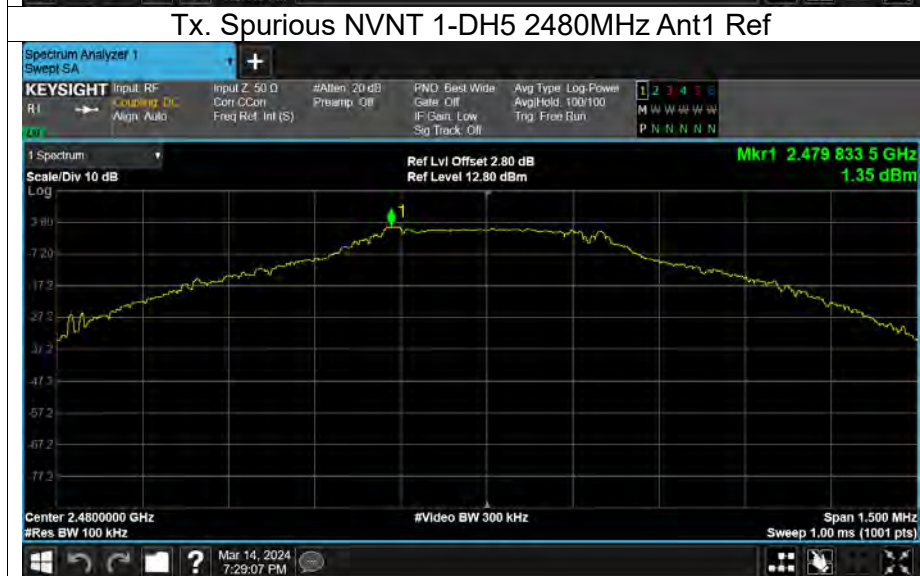 Tx. Spurious NVNT 1-DH5 2480MHz Ant1 Ref
Spectrum Analyzer 1
Swept SA
+
KEYSIGHT Input: RF Input Z: 50 Ω #Atten: 20 dB PNO: Best Wide Avg Type: Log-Power 1 2 3 4 5 6
Coupling: DC Corr CCorr Preamp: Off Gate: Off Avg|Hold: 100/100 M W W W W W
Align: Auto Freq Ref: Int (S) IF Gain: Low Trig: Free Run
Sig Track: Off P N N N N N
1 Spectrum Ref Lvl Offset 2.80 dB Mkr1 2.479 833 5 GHz
Scale/Div 10 dB Ref Level 12.80 dBm 1.35 dBm
Log
1
2.80
-7.20
-17.2
-27.2
-37.2
-47.2
-57.2
-67.2
-77.2
Center 2.4800000 GHz #Video BW 300 kHz Span 1.500 MHz
#Res BW 100 kHz Sweep 1.00 ms (1001 pts)
? Mar 14, 2024
7:29:07 PM